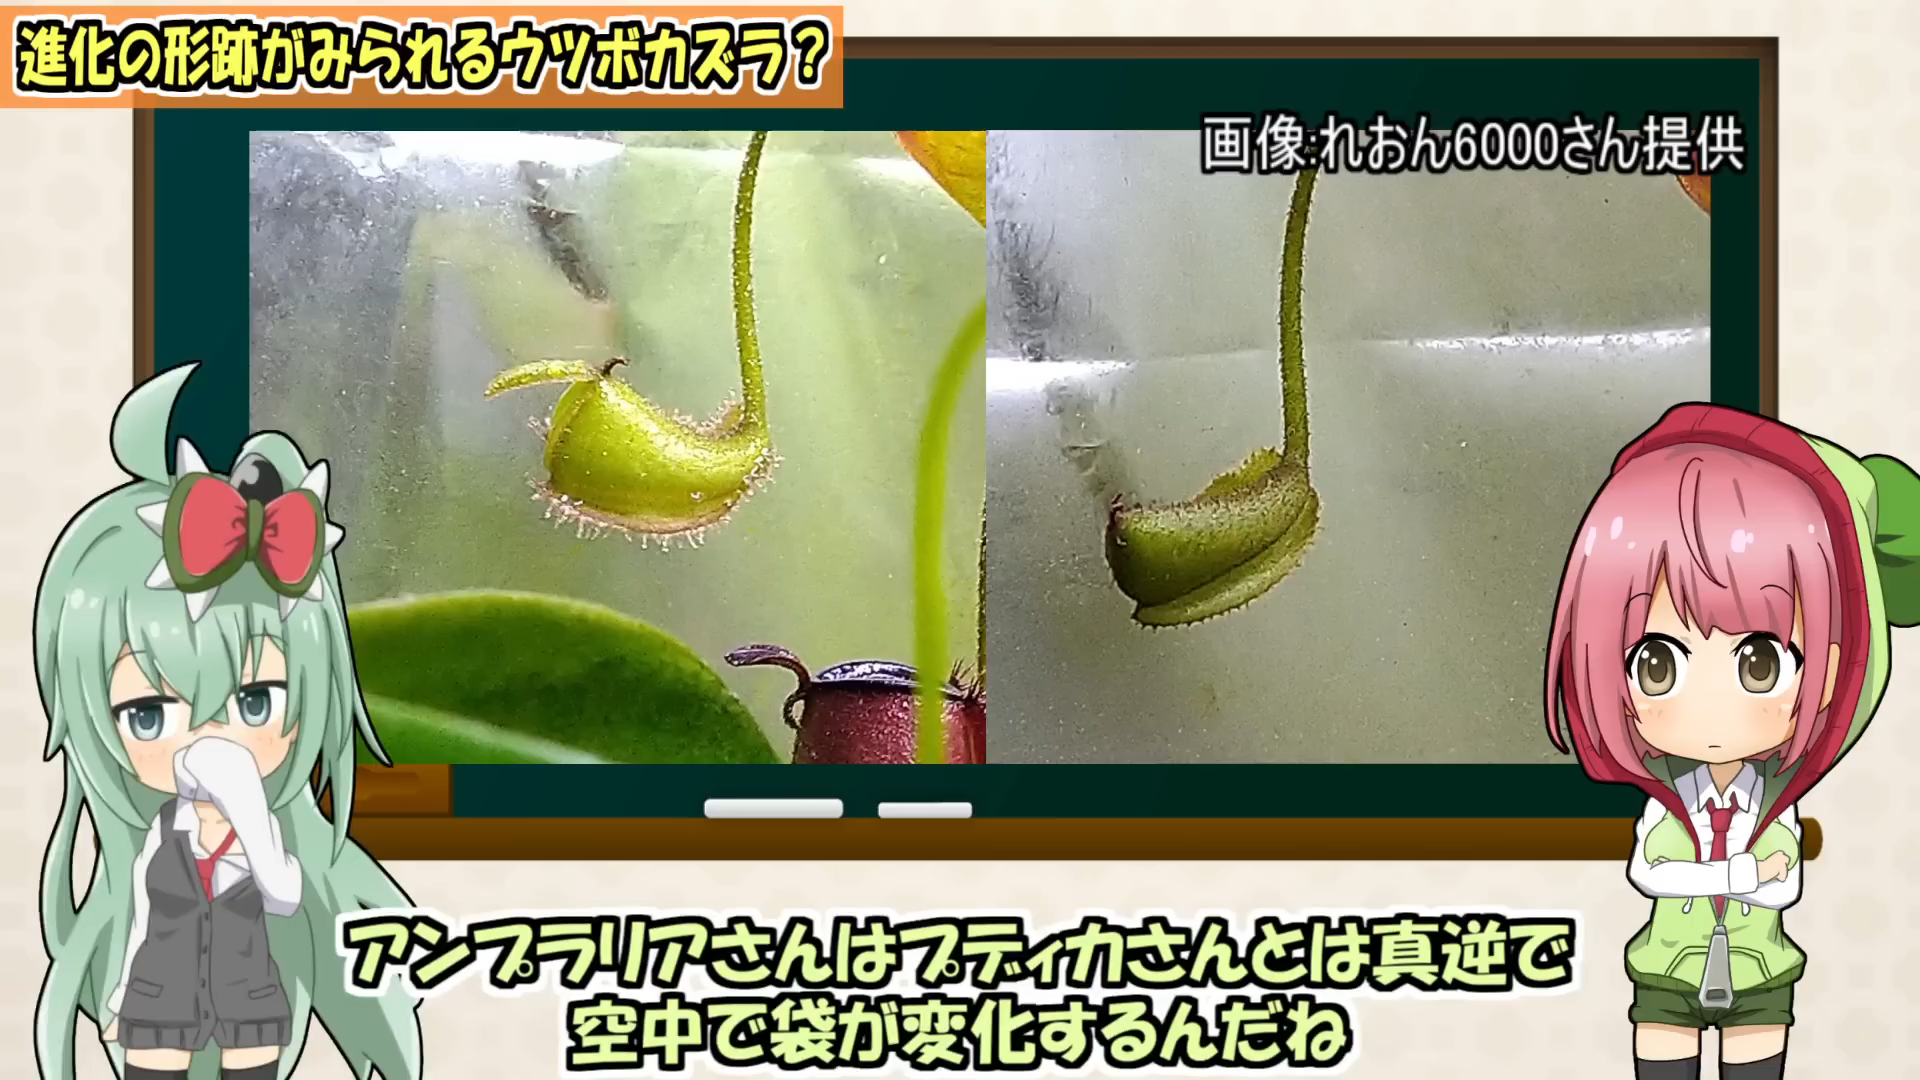 進化の形跡がみられるウツボカズラ？
画像:れおん6000さん提供
アンプラリアさんはプディカさんとは真逆で
空中で袋が変化するんだね